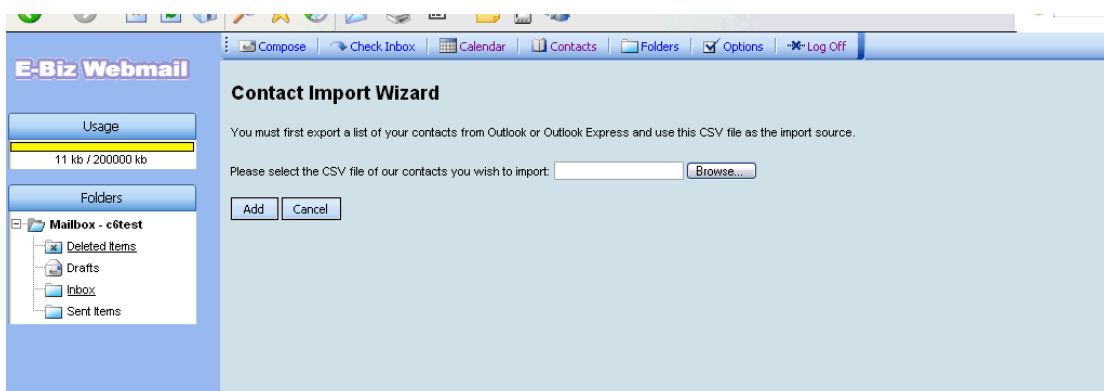 Compose Check Inbox Calendar Contacts Folders Options Log Off
E-Biz Webmail
Contact Import Wizard
Usage
You must first export a list of your contacts from Outlook or Outlook Express and use this CSV file as the import source.
11 kb / 200000 kb
Please select the CSV file of our contacts you wish to import: Browse...
Folders
Add Cancel
Mailbox - c6test
Deleted Items
Drafts
Inbox
Sent Items